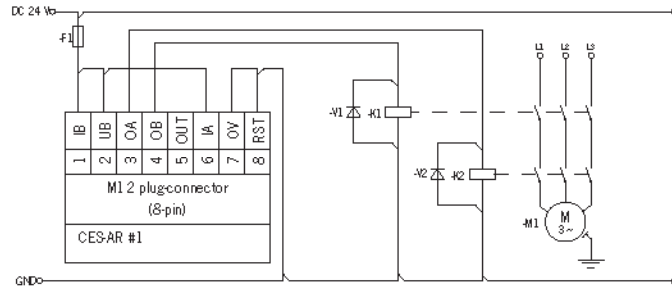 DC 24 V
-F1
L1 L2 L3
-V1 -K1
IB UB OA OB OUT IA OV RST
1 2 3 4 5 6 7 8
-V2 -K2
M12 plug-connector
(8-pin)
-M1
M
3~
CES-AR #1
GND